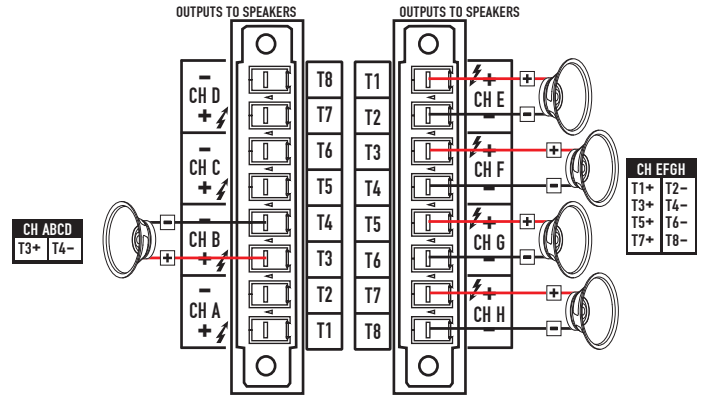 OUTPUTS TO SPEAKERS
OUTPUTS TO SPEAKERS
− CH D + T8 T7
− CH C + T6 T5
− CH B + T4 T3
− CH A + T2 T1
CH ABCD
T3+ T4−
− +
T1 T2 + CH E − + −
T3 T4 + CH F − + −
T5 T6 + CH G − + −
T7 T8 + CH H − + −
CH EFGH
T1+ T2−
T3+ T4−
T5+ T6−
T7+ T8−